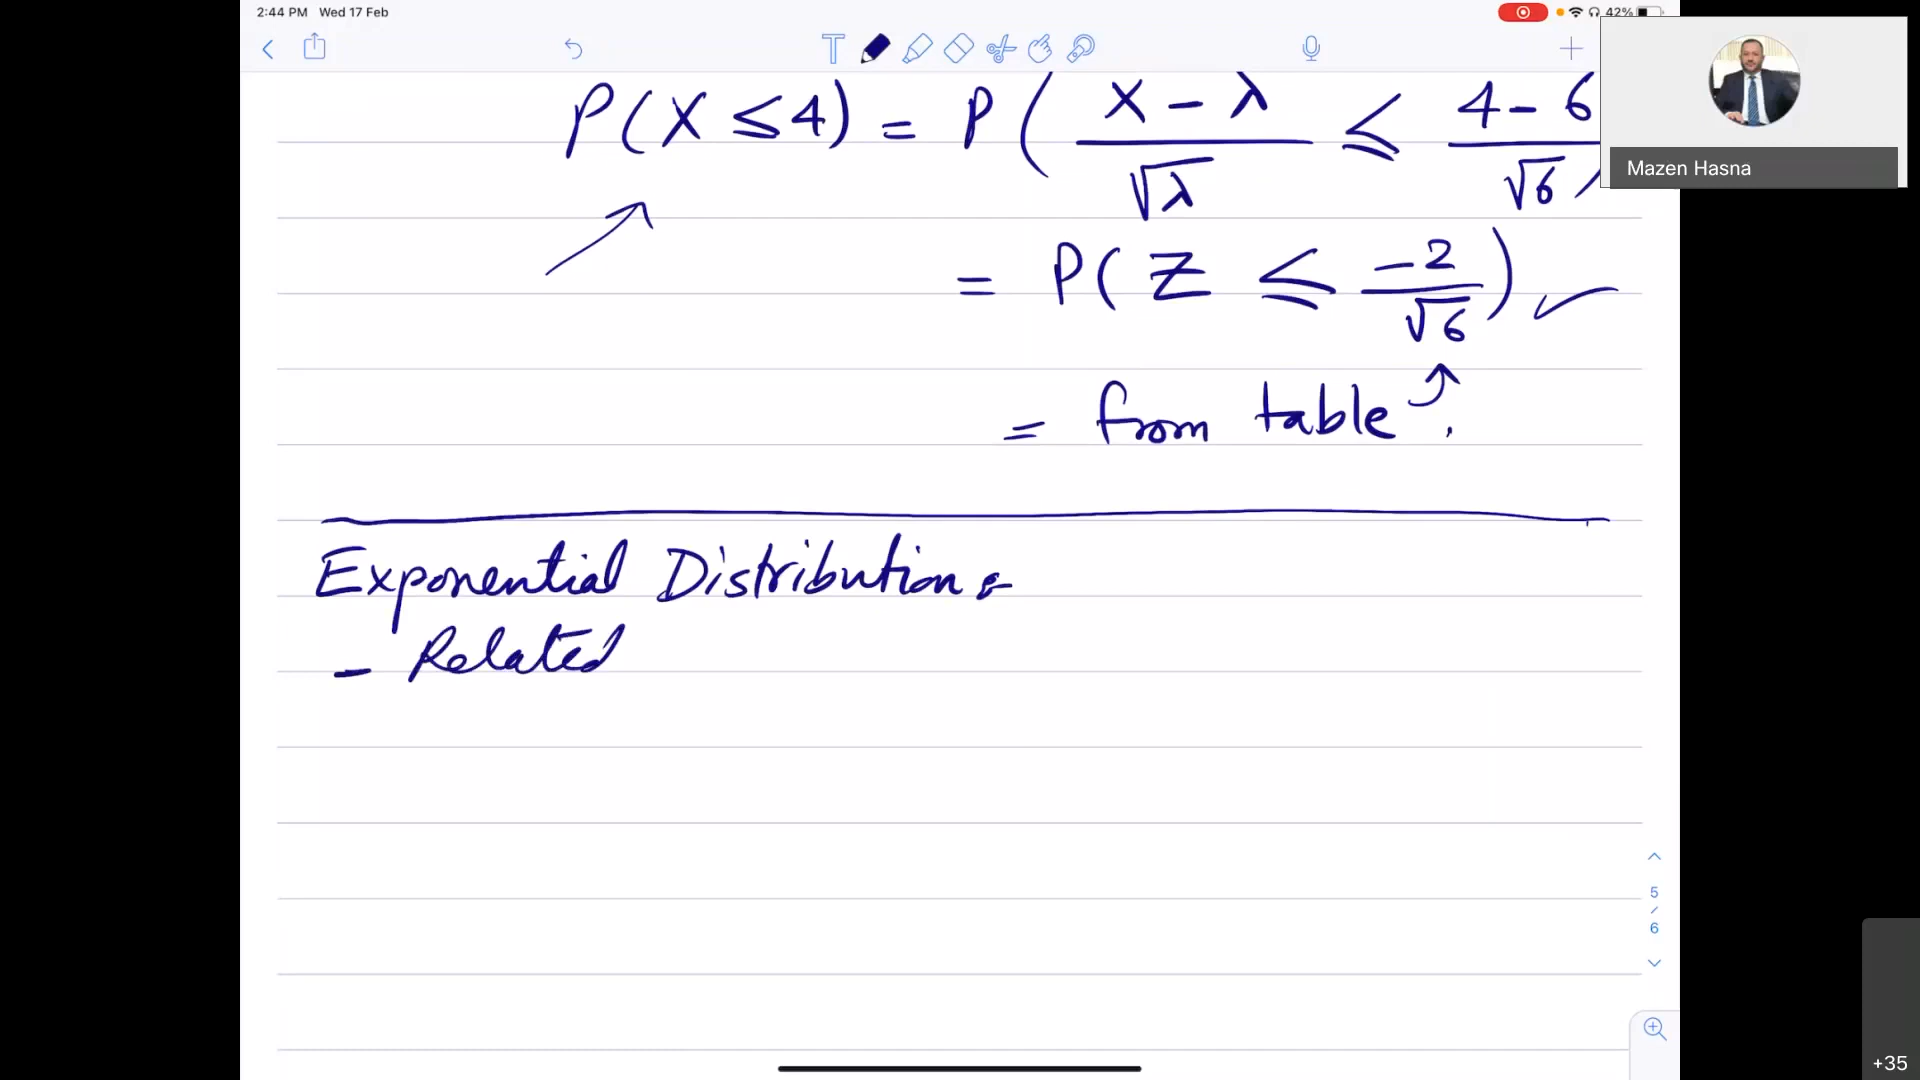 2:44 PM Wed 17 Feb
42%
Mazen Hasna
P(X ≤ 4) = P( X - λ / √λ ≤ 4 - 6 / √6
= P( Z ≤ -2 / √6 ) ✓
= from table ↑.
Exponential Distribution
- Related
5
/
6
+35